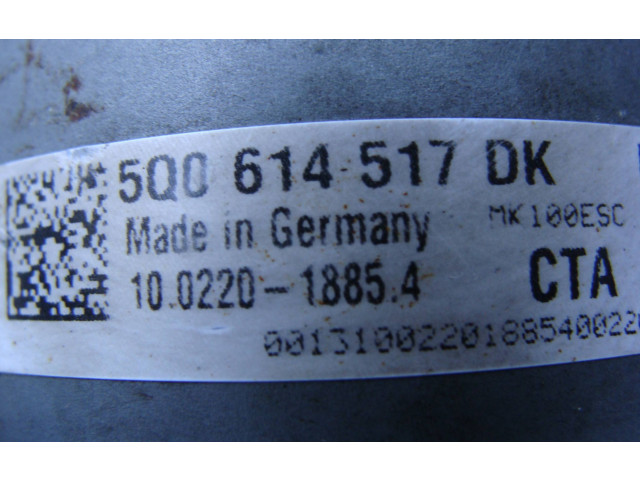 5Q0 614 517 DK
Made in Germany MK100ESC
10.0220-1885.4 CTA
001310022018854002